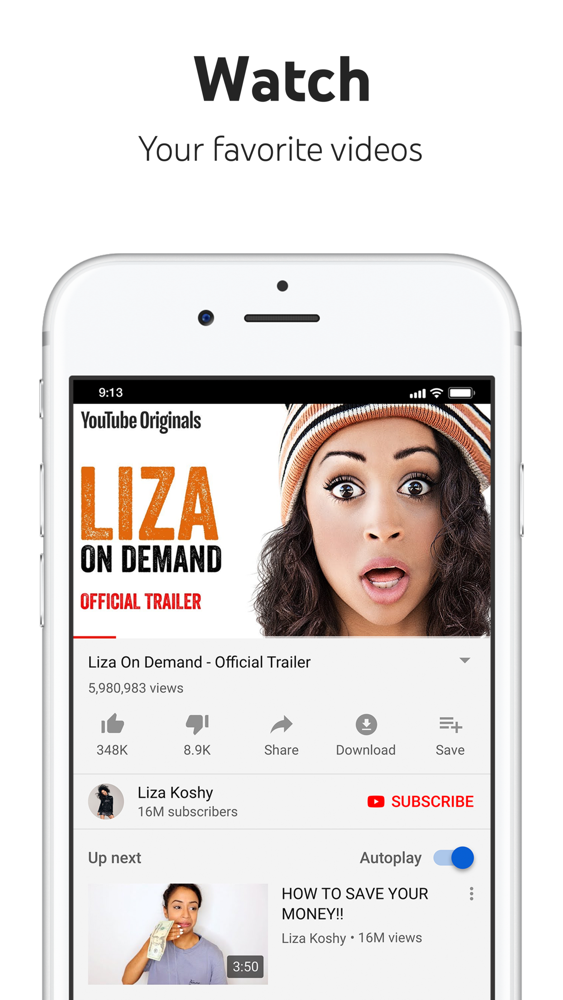 Watch
Your favorite videos
9:13
YouTube Originals
LIZA
ON DEMAND
OFFICIAL TRAILER
Liza On Demand - Official Trailer
5,980,983 views
348K
8.9K
Share
Download
Save
Liza Koshy
16M subscribers
SUBSCRIBE
Up next
Autoplay
HOW TO SAVE YOUR
MONEY!!
Liza Koshy • 16M views
3:50